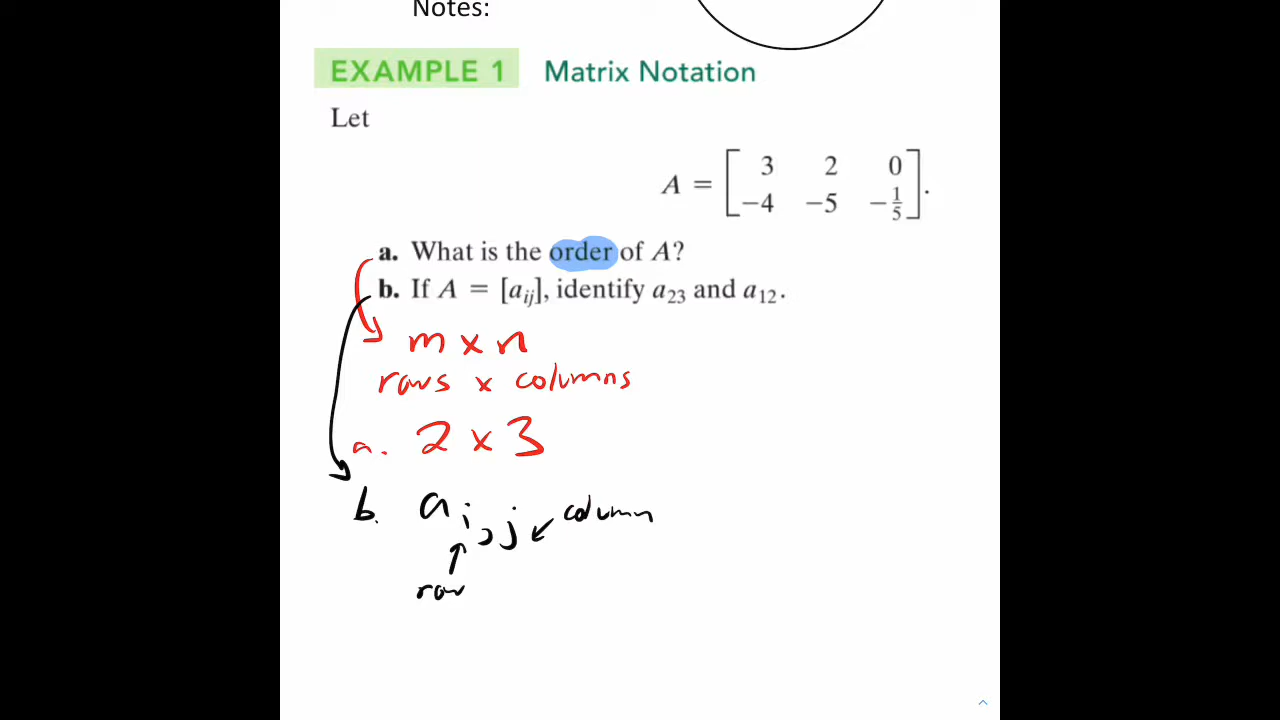 Notes:
EXAMPLE 1 Matrix Notation
Let
A = [ 3 2 0
-4 -5 -1/5 ].
a. What is the order of A?
b. If A = [aij], identify a23 and a12.
m x n
rows x columns
a. 2 x 3
b. a i, j column
row